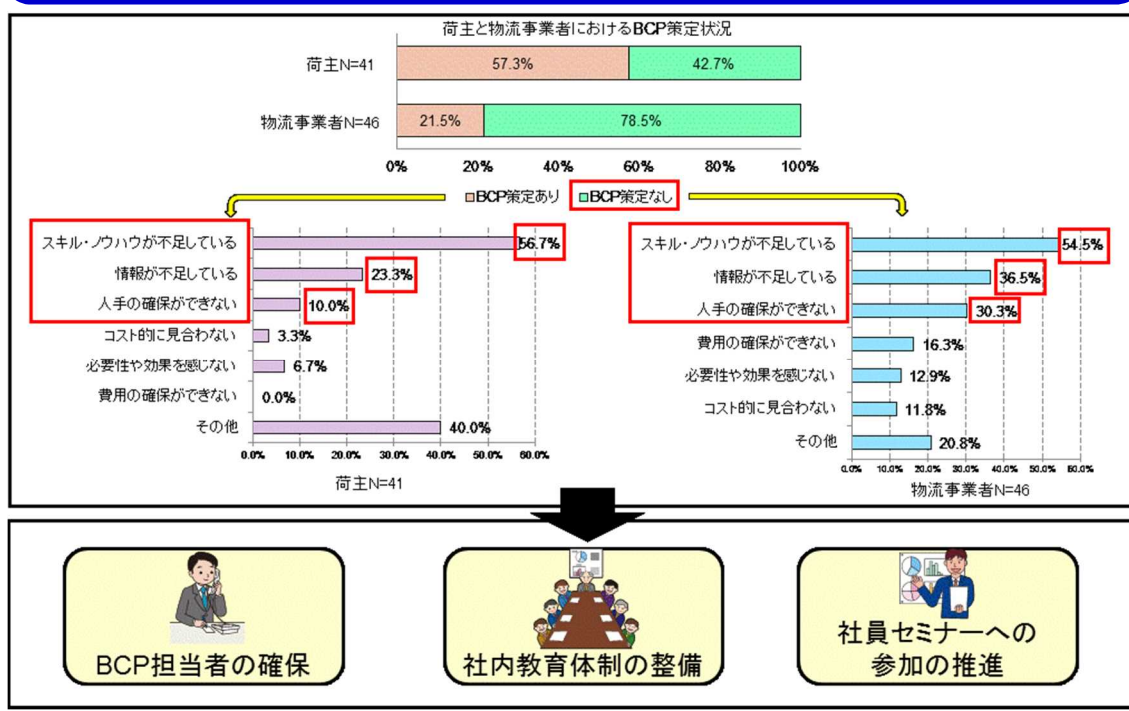 荷主と物流事業者におけるBCP策定状況
荷主N=41
57.3%
42.7%
物流事業者N=46
21.5%
78.5%
0%
20%
40%
60%
80%
100%
BCP策定あり
BCP策定なし
スキル・ノウハウが不足している
56.7%
情報が不足している
23.3%
人手の確保ができない
10.0%
コスト的に見合わない
3.3%
必要性や効果を感じない
6.7%
費用の確保ができない
0.0%
その他
40.0%
0.0%
10.0%
20.0%
30.0%
40.0%
50.0%
60.0%
荷主N=41
スキル・ノウハウが不足している
54.5%
情報が不足している
36.5%
人手の確保ができない
30.3%
費用の確保ができない
16.3%
必要性や効果を感じない
12.9%
コスト的に見合わない
11.8%
その他
20.8%
0.0%
10.0%
20.0%
30.0%
40.0%
50.0%
60.0%
物流事業者N=46
BCP担当者の確保
社内教育体制の整備
社員セミナーへの
参加の推進